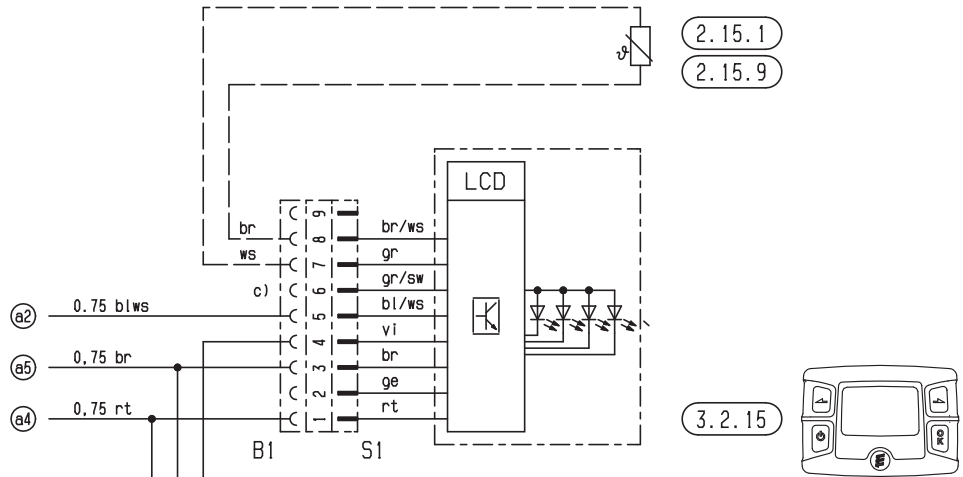 2.15.1
ϑ
2.15.9
LCD
br 9
8 br/ws
ws 7 gr
c) 6 gr/sw
a2 0.75 blws 5 bl/ws
4 vi
a5 0,75 br 3 br
2 ge
a4 0,75 rt 1 rt
3.2.15
OK
B1 S1